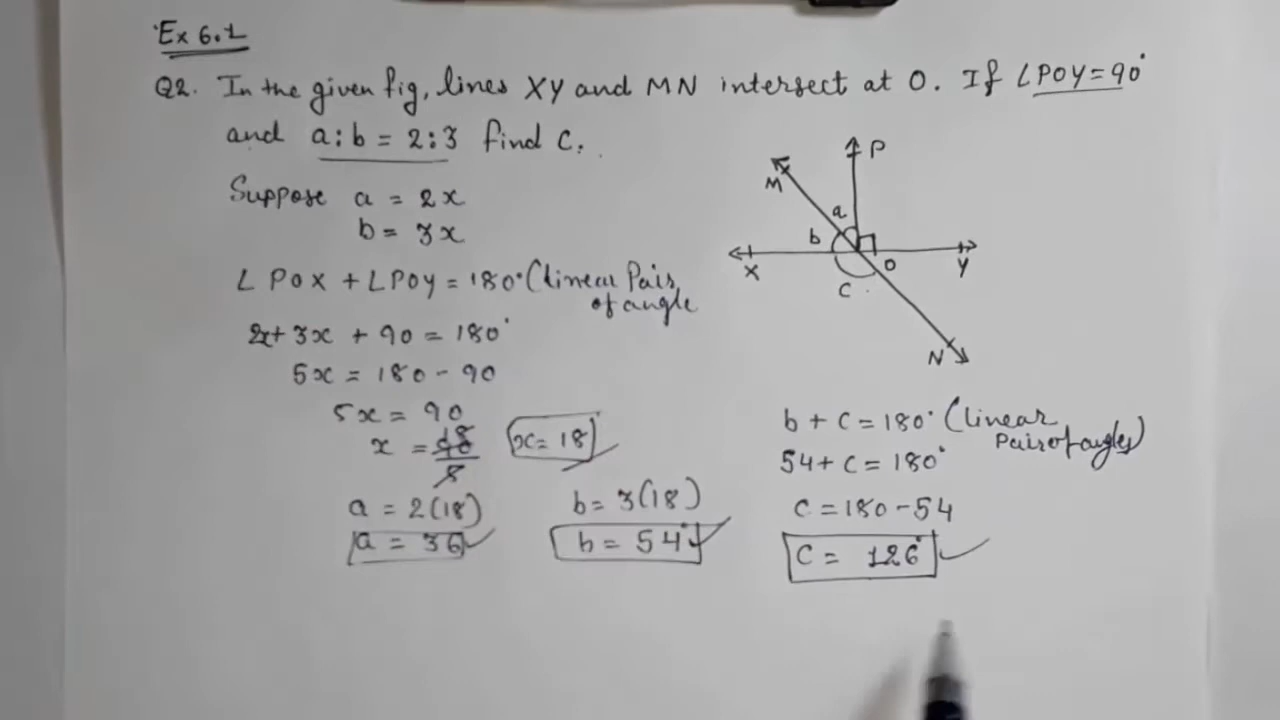 Ex 6.1
Q2. In the given fig, lines XY and MN intersect at O. If ∠POY = 90°
and a:b = 2:3 find C.
Suppose a = 2x
b = 3x
∠POX + ∠POY = 180° (Linear Pair
of angle
2x + 3x + 90 = 180°
5x = 180 - 90
5x = 90
x = 90/5
18
x = 18°
a = 2(18)
a = 36
b = 3(18)
b = 54°
P
M
a
b
X
O
Y
C
N
b + c = 180° (linear
Pair of angles)
54 + c = 180°
c = 180 - 54
C = 126°